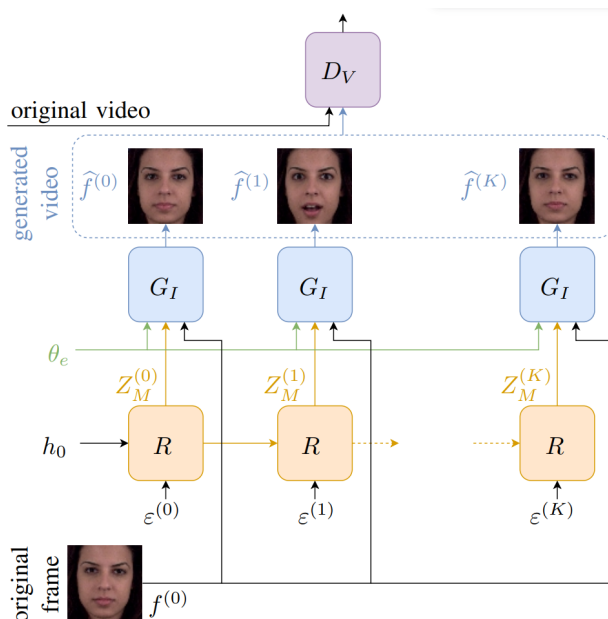 D_V
original video
generated video
f̂^(0)
f̂^(1)
f̂^(K)
G_I
G_I
G_I
θ_e
Z_M^(0)
Z_M^(1)
Z_M^(K)
h_0
R
R
R
ε^(0)
ε^(1)
ε^(K)
original frame
f^(0)